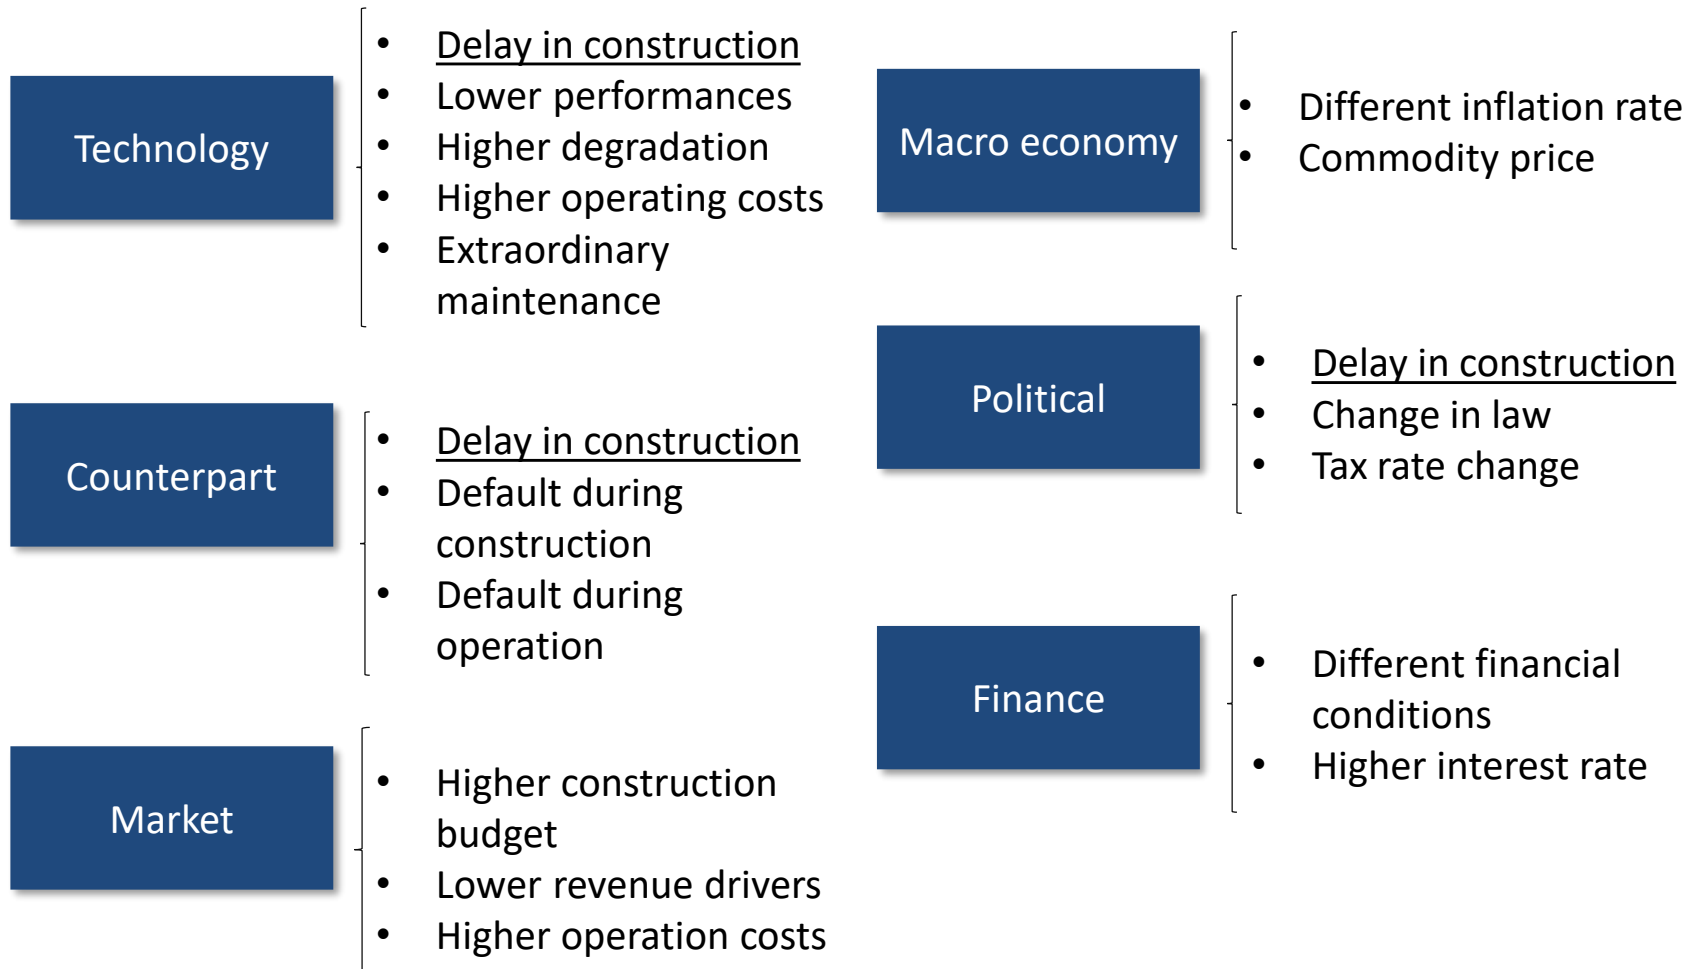 Technology
• Delay in construction
• Lower performances
• Higher degradation
• Higher operating costs
• Extraordinary
maintenance
Counterpart
• Delay in construction
• Default during
construction
• Default during
operation
Market
• Higher construction
budget
• Lower revenue drivers
• Higher operation costs
Macro economy
• Different inflation rate
• Commodity price
Political
• Delay in construction
• Change in law
• Tax rate change
Finance
• Different financial
conditions
• Higher interest rate